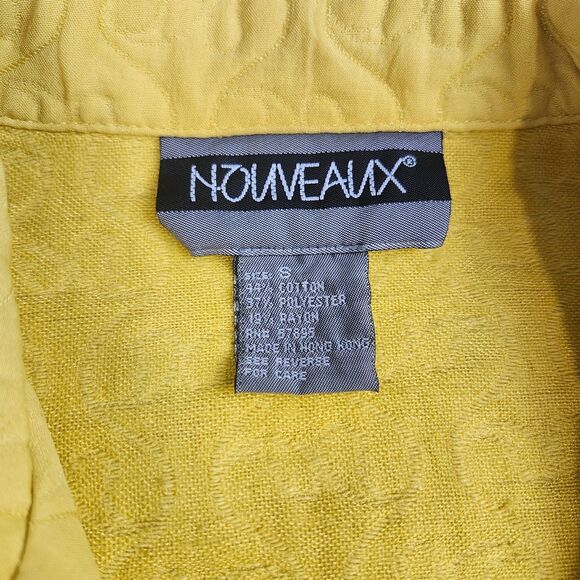 NOUVEAUX®
SIZE: S
44% COTTON
37% POLYESTER
19% RAYON
RN# 67895
MADE IN HONG KONG
SEE REVERSE
FOR CARE